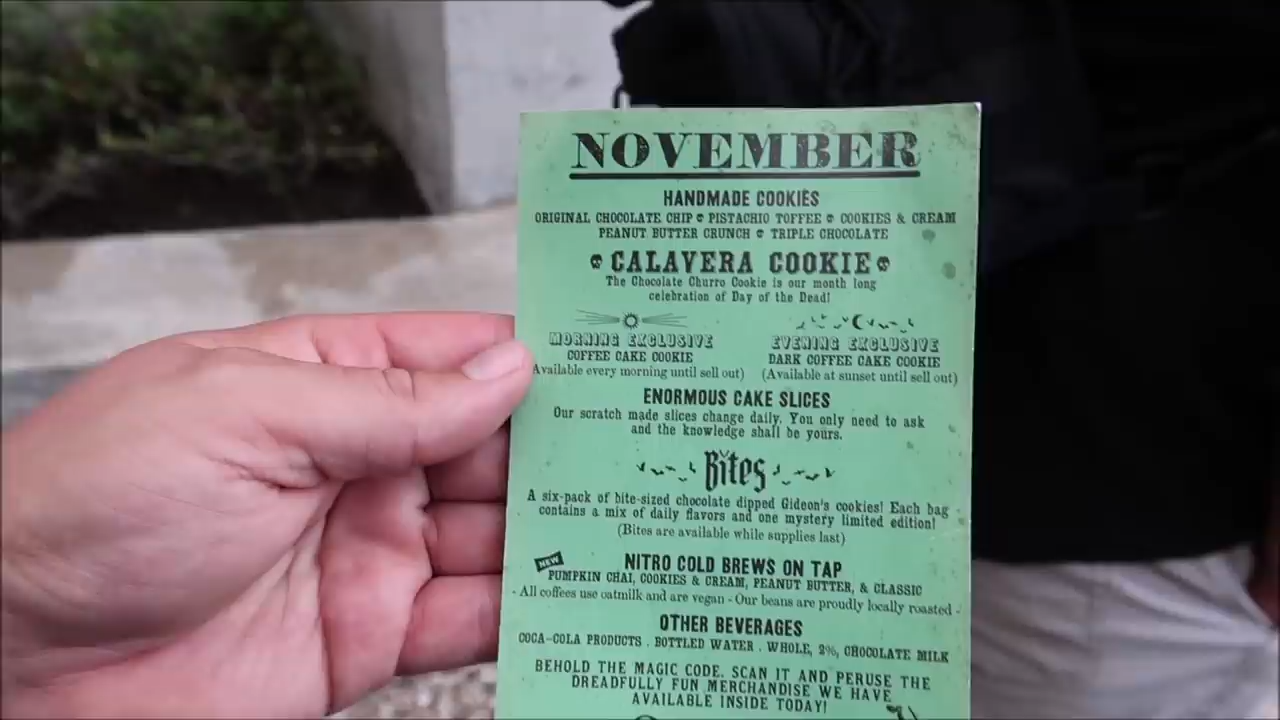 NOVEMBER
HANDMADE COOKIES
ORIGINAL CHOCOLATE CHIP PISTACHIO TOFFEE COOKIES & CREAM
PEANUT BUTTER CRUNCH TRIPLE CHOCOLATE
CALAVERA COOKIE
The Chocolate Churro Cookie is our month long
celebration of Day of the Dead!
MORNING EXCLUSIVE
COFFEE CAKE COOKIE
(Available every morning until sell out)
EVENING EXCLUSIVE
DARK COFFEE CAKE COOKIE
(Available at sunset until sell out)
ENORMOUS CAKE SLICES
Our scratch made slices change daily. You only need to ask
and the knowledge shall be yours.
Bites
A six-pack of bite-sized chocolate dipped Gideon's cookies! Each bag
contains a mix of daily flavors and one mystery limited edition!
(Bites are available while supplies last)
NEW
NITRO COLD BREWS ON TAP
PUMPKIN CHAI, COOKIES & CREAM, PEANUT BUTTER, & CLASSIC
- All coffees use oatmilk and are vegan - Our beans are proudly locally roasted -
OTHER BEVERAGES
COCA-COLA PRODUCTS . BOTTLED WATER . WHOLE, 2%, CHOCOLATE MILK
BEHOLD THE MAGIC CODE. SCAN IT AND PERUSE THE
DREADFULLY FUN MERCHANDISE WE HAVE
AVAILABLE INSIDE TODAY!